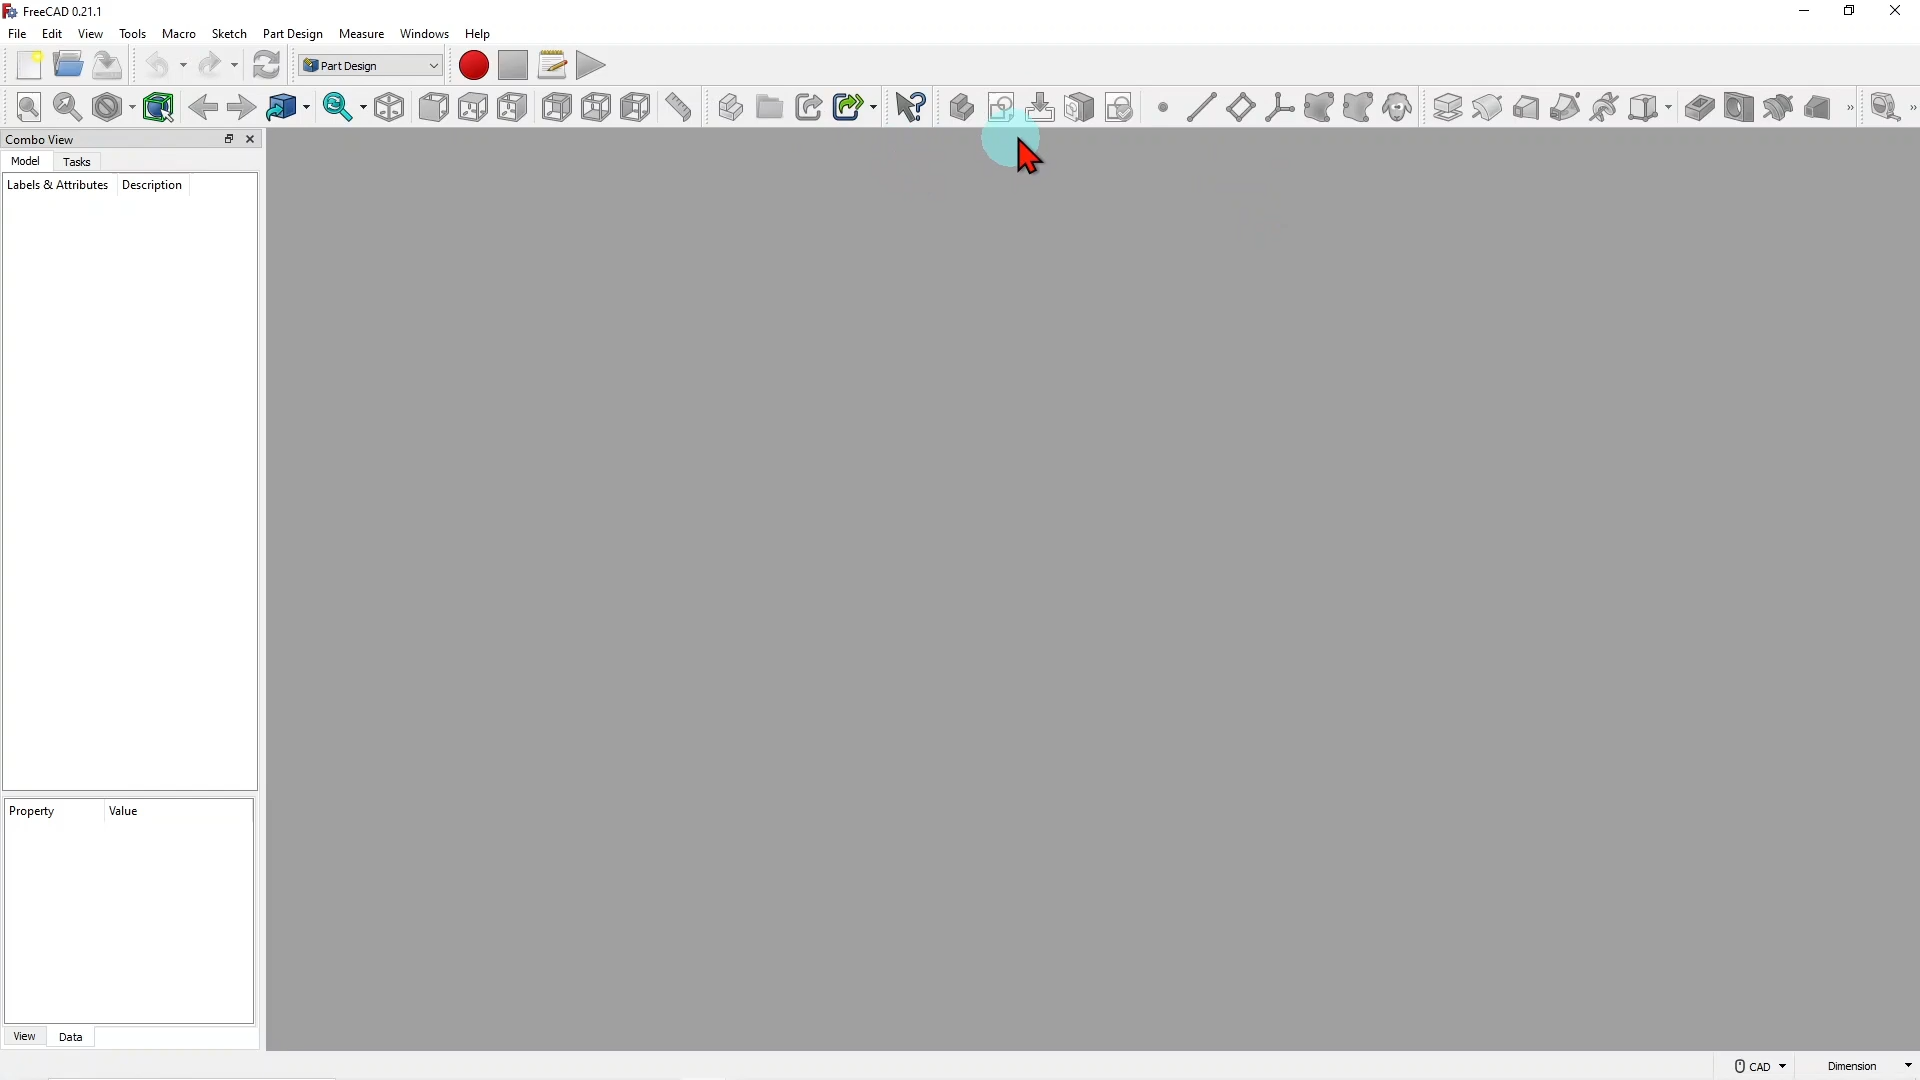 FreeCAD 0.21.1
File Edit View Tools Macro Sketch Part Design Measure Windows Help
Part Design
Combo View
Model Tasks
Labels & Attributes Description
Property Value
View Data
CAD Dimension